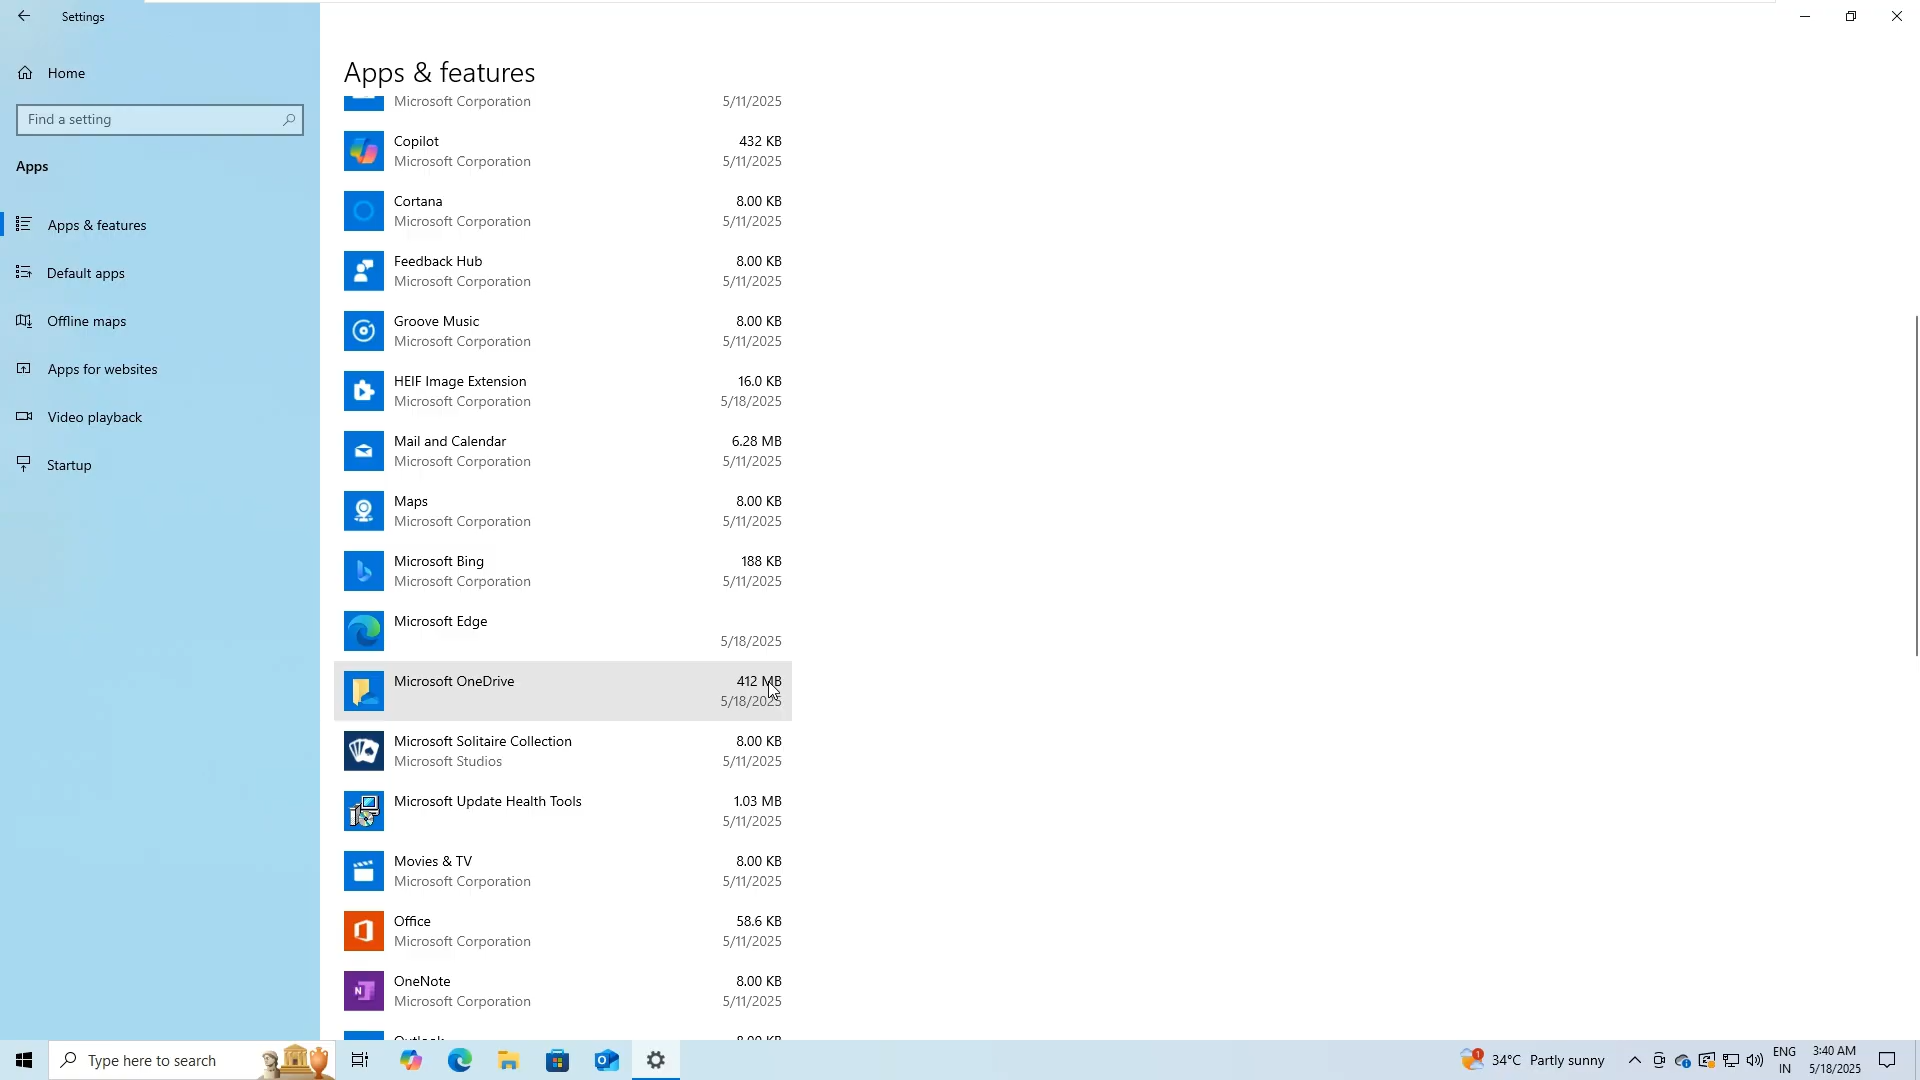 Settings
Home
Find a setting
Apps
Apps & features
Default apps
Offline maps
Apps for websites
Video playback
Startup
Apps & features
Microsoft Corporation 5/11/2025
Copilot 432 KB
Microsoft Corporation 5/11/2025
Cortana 8.00 KB
Microsoft Corporation 5/11/2025
Feedback Hub 8.00 KB
Microsoft Corporation 5/11/2025
Groove Music 8.00 KB
Microsoft Corporation 5/11/2025
HEIF Image Extension 16.0 KB
Microsoft Corporation 5/18/2025
Mail and Calendar 6.28 MB
Microsoft Corporation 5/11/2025
Maps 8.00 KB
Microsoft Corporation 5/11/2025
Microsoft Bing 188 KB
Microsoft Corporation 5/11/2025
Microsoft Edge
5/18/2025
Microsoft OneDrive 412 MB
5/18/2025
Microsoft Solitaire Collection 8.00 KB
Microsoft Studios 5/11/2025
Microsoft Update Health Tools 1.03 MB
5/11/2025
Movies & TV 8.00 KB
Microsoft Corporation 5/11/2025
Office 58.6 KB
Microsoft Corporation 5/11/2025
OneNote 8.00 KB
Microsoft Corporation 5/11/2025
Outlook 8.00 KB
Type here to search
1
34°C Partly sunny
ENG
IN
3:40 AM
5/18/2025